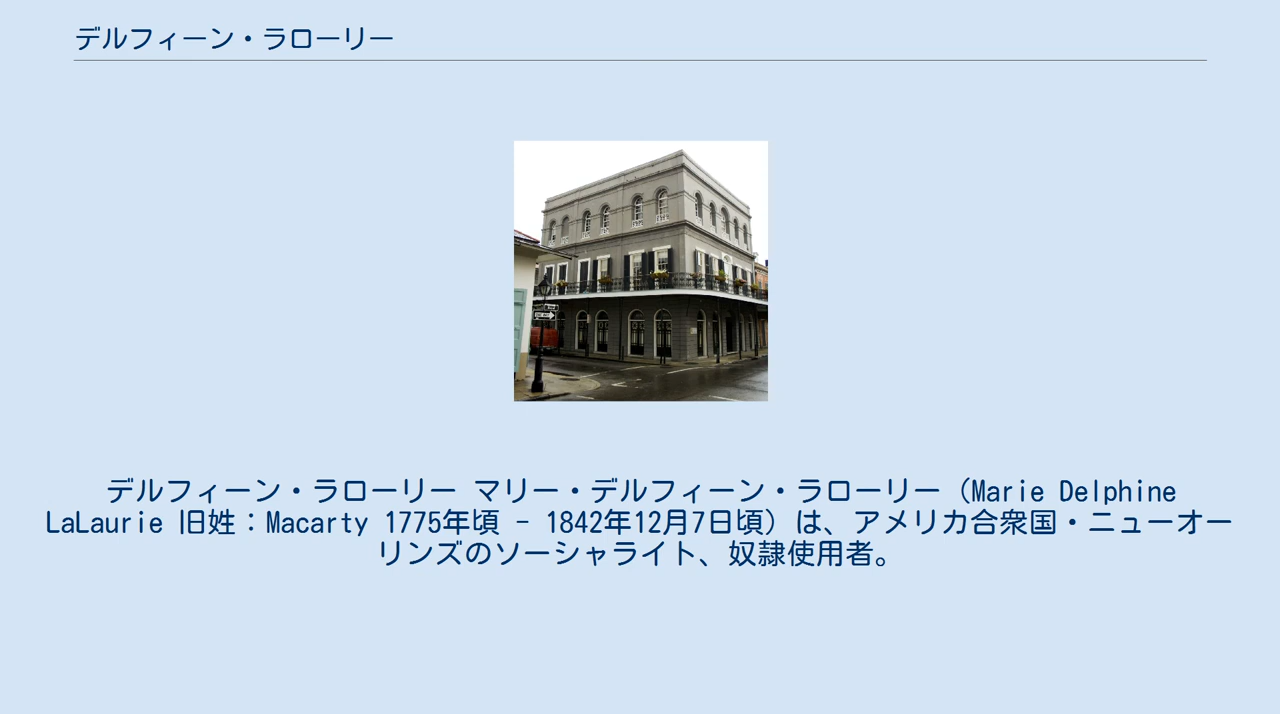 デルフィーン・ラローリー
デルフィーン・ラローリー マリー・デルフィーン・ラローリー（Marie Delphine
LaLaurie 旧姓：Macarty 1775年頃 - 1842年12月7日頃）は、アメリカ合衆国・ニューオー
リンズのソーシャライト、奴隷使用者。